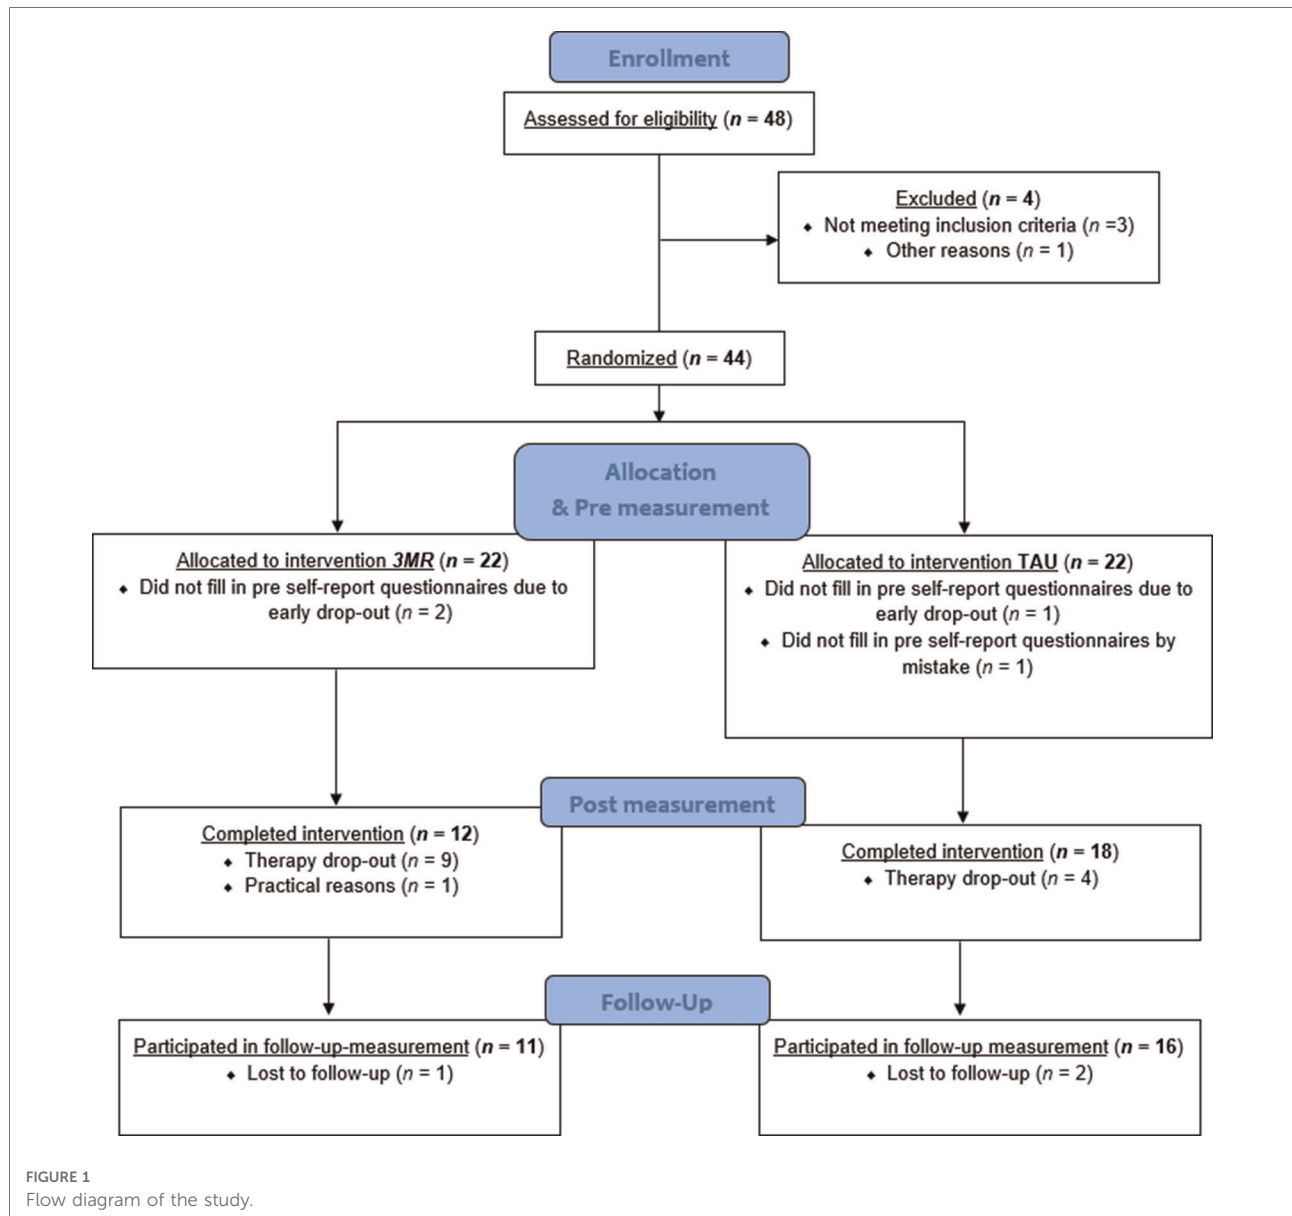 Enrollment
Assessed for eligibility (n = 48)
Excluded (n = 4)
⬥ Not meeting inclusion criteria (n =3)
⬥ Other reasons (n = 1)
Randomized (n = 44)
Allocation
& Pre measurement
Allocated to intervention 3MR (n = 22)
⬥ Did not fill in pre self-report questionnaires due to
early drop-out (n = 2)
Allocated to intervention TAU (n = 22)
⬥ Did not fill in pre self-report questionnaires due to
early drop-out (n = 1)
⬥ Did not fill in pre self-report questionnaires by
mistake (n = 1)
Post measurement
Completed intervention (n = 12)
⬥ Therapy drop-out (n = 9)
⬥ Practical reasons (n = 1)
Completed intervention (n = 18)
⬥ Therapy drop-out (n = 4)
Follow-Up
Participated in follow-up-measurement (n = 11)
⬥ Lost to follow-up (n = 1)
Participated in follow-up measurement (n = 16)
⬥ Lost to follow-up (n = 2)
FIGURE 1
Flow diagram of the study.